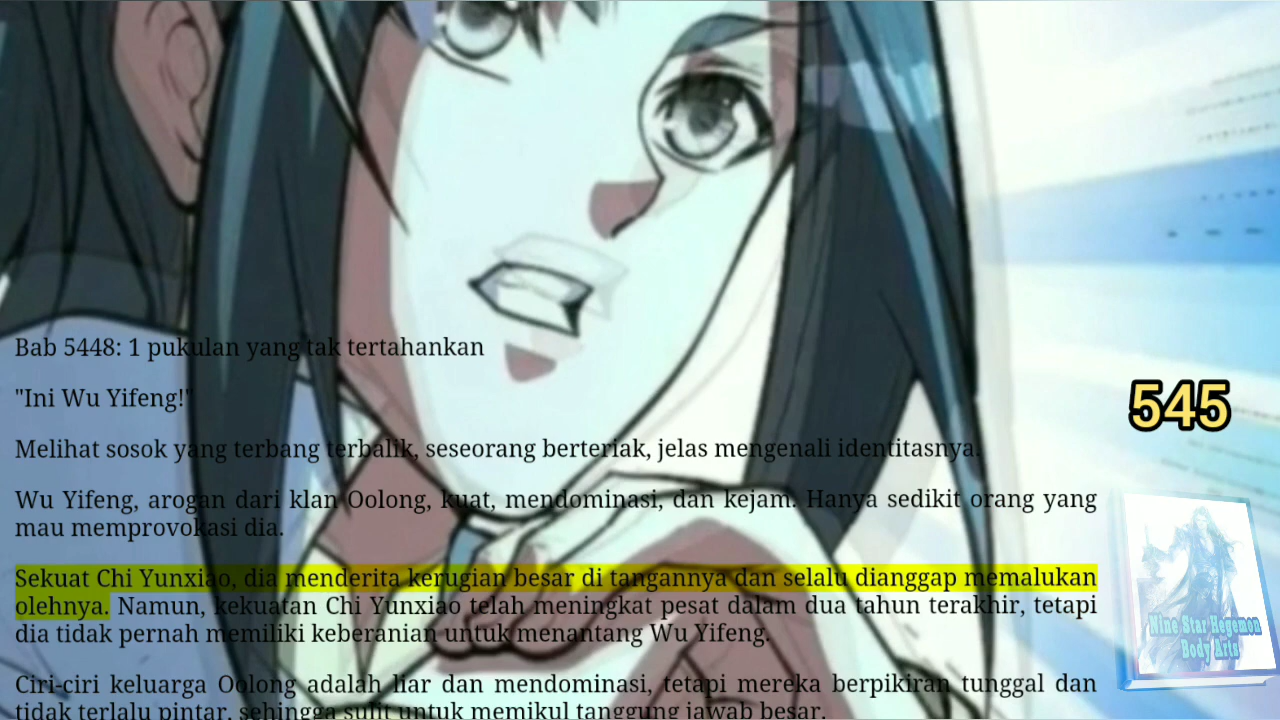 Bab 5448: 1 pukulan yang tak tertahankan
"Ini Wu Yifeng!"
Melihat sosok yang terbang terbalik, seseorang berteriak, jelas mengenali identitasnya.
Wu Yifeng, arogan dari klan Oolong, kuat, mendominasi, dan kejam. Hanya sedikit orang yang
mau memprovokasi dia.
Sekuat Chi Yunxiao, dia menderita kerugian besar di tangannya dan selalu dianggap memalukan
olehnya. Namun, kekuatan Chi Yunxiao telah meningkat pesat dalam dua tahun terakhir, tetapi
dia tidak pernah memiliki keberanian untuk menantang Wu Yifeng.
Ciri-ciri keluarga Oolong adalah liar dan mendominasi, tetapi mereka berpikiran tunggal dan
tidak terlalu pintar, sehingga sulit untuk memikul tanggung jawab besar.
545
Nine Star Hegemon
Body Arts